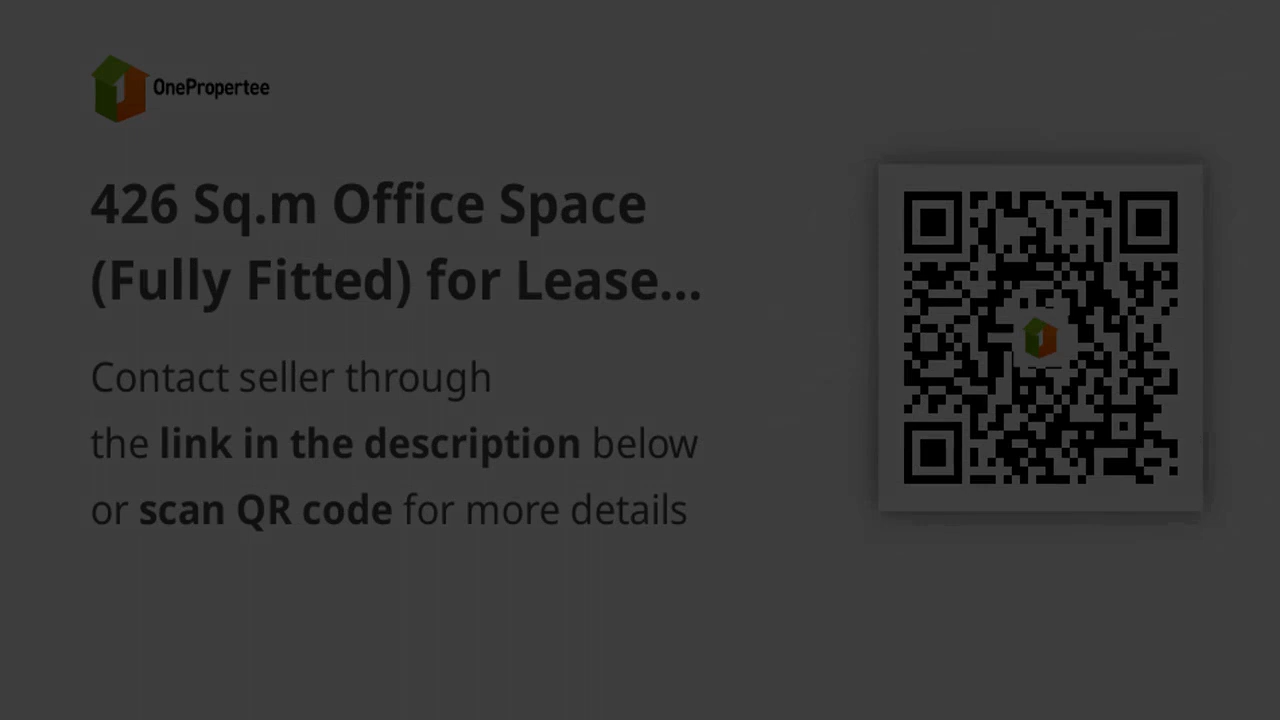 OnePropertee
426 Sq.m Office Space
(Fully Fitted) for Lease...
Contact seller through
the link in the description below
or scan QR code for more details